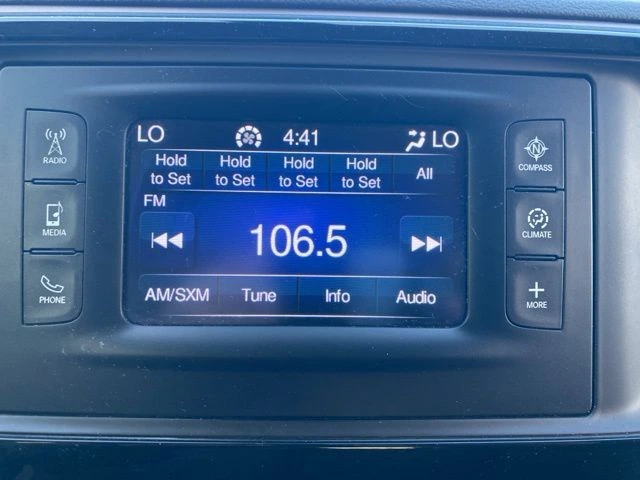 LO 4:41 LO
Hold Hold Hold Hold
to Set to Set to Set to Set All
FM
106.5
AM/SXM Tune Info Audio
RADIO
MEDIA
PHONE
N
COMPASS
CLIMATE
MORE